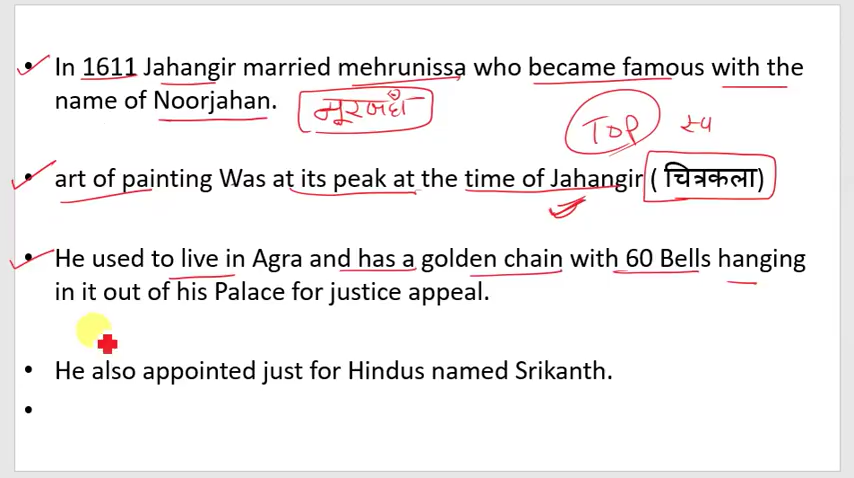 • In 1611 Jahangir married mehrunissa who became famous with the
name of Noorjahan.
नूरजहाँ
TOP
• art of painting Was at its peak at the time of Jahangir ( चित्रकला)
• He used to live in Agra and has a golden chain with 60 Bells hanging
in it out of his Palace for justice appeal.
• He also appointed just for Hindus named Srikanth.
•